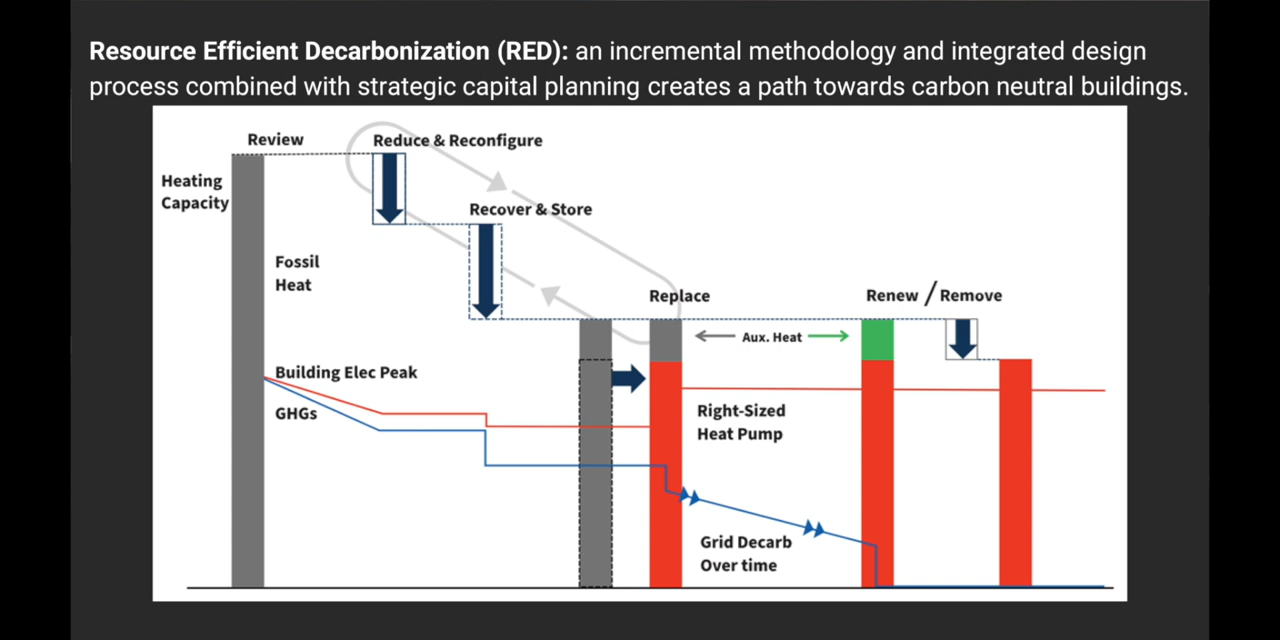 Resource Efficient Decarbonization (RED): an incremental methodology and integrated design
process combined with strategic capital planning creates a path towards carbon neutral buildings.
Review
Reduce & Reconfigure
Heating
Capacity
Recover & Store
Fossil
Heat
Replace
Renew / Remove
Aux. Heat
Building Elec Peak
GHGs
Right-Sized
Heat Pump
Grid Decarb
Over time